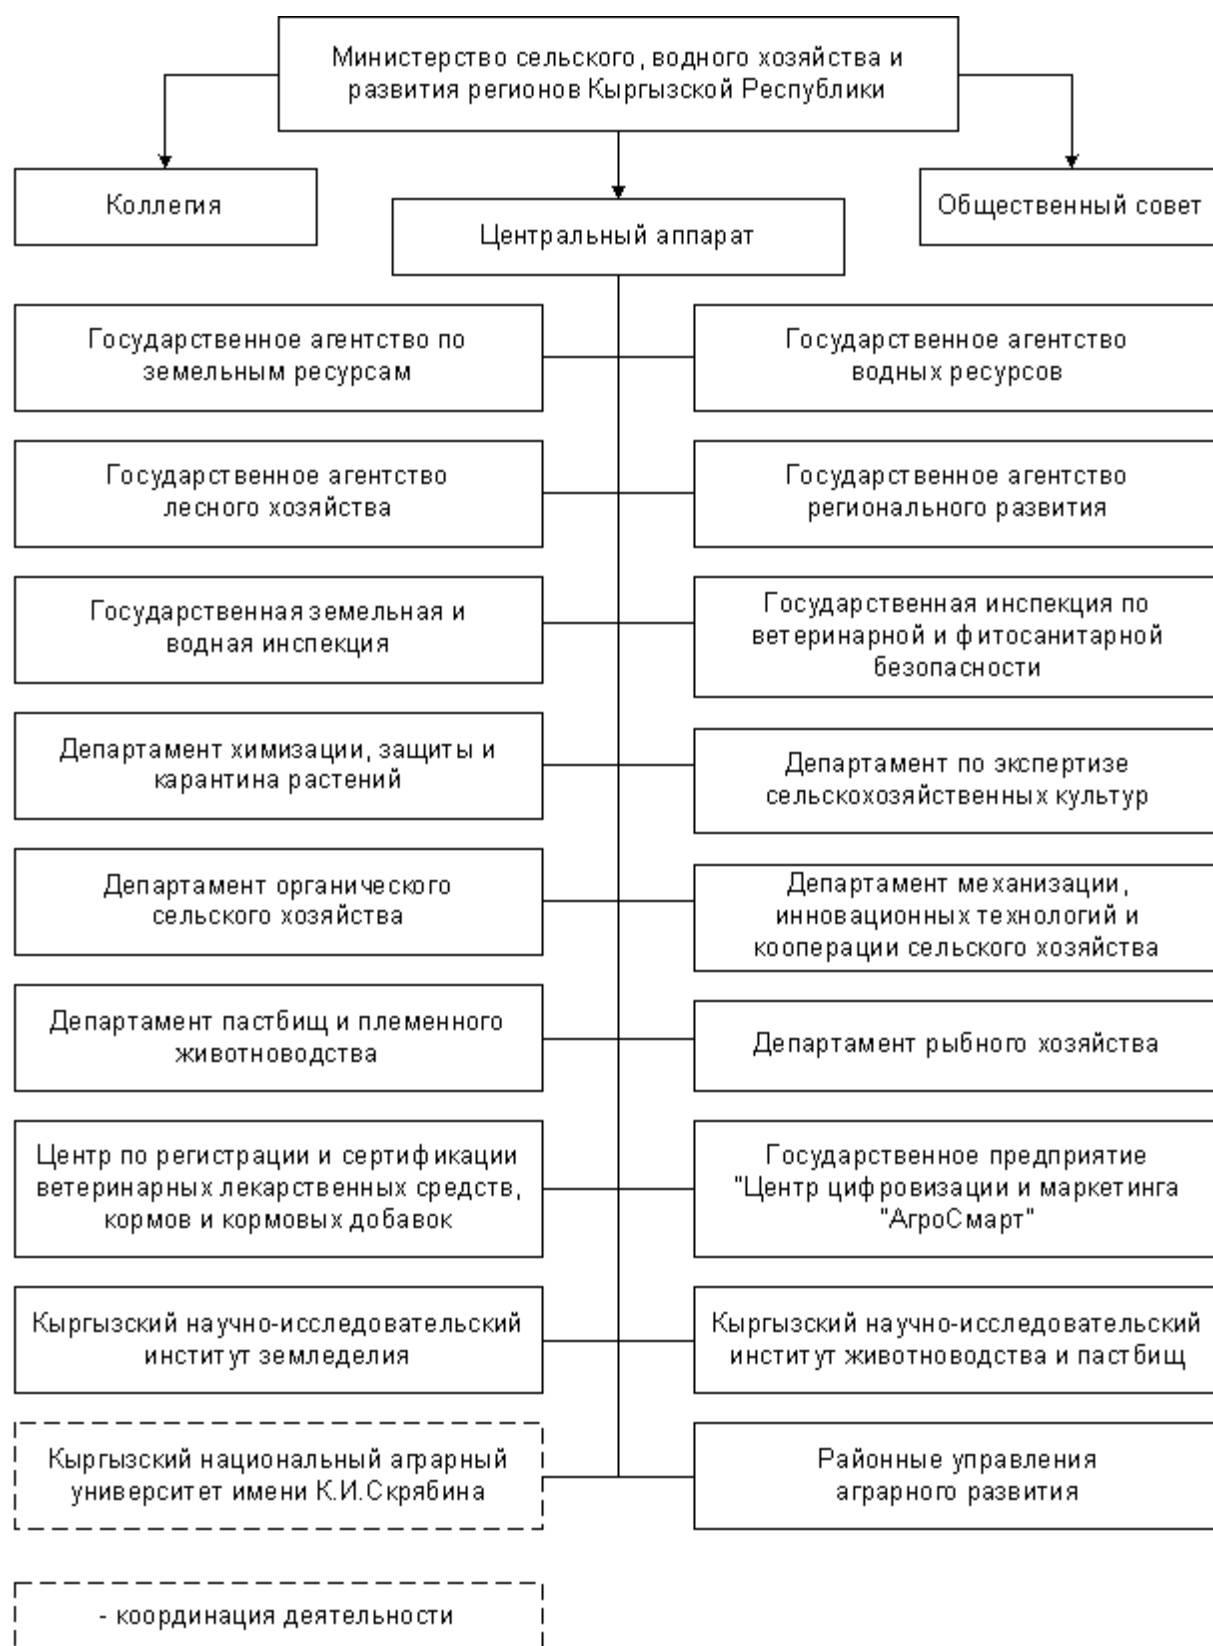 Министерство сельского, водного хозяйства и
развития регионов Кыргызской Республики
Коллегия
Общественный совет
Центральный аппарат
Государственное агентство по
земельным ресурсам
Государственное агентство
водных ресурсов
Государственное агентство
лесного хозяйства
Государственное агентство
регионального развития
Государственная земельная и
водная инспекция
Государственная инспекция по
ветеринарной и фитосанитарной
безопасности
Департамент химизации, защиты и
карантина растений
Департамент по экспертизе
сельскохозяйственных культур
Департамент органического
сельского хозяйства
Департамент механизации,
инновационных технологий и
кооперации сельского хозяйства
Департамент пастбищ и племенного
животноводства
Департамент рыбного хозяйства
Центр по регистрации и сертификации
ветеринарных лекарственных средств,
кормов и кормовых добавок
Государственное предприятие
"Центр цифровизации и маркетинга
"АгроСмарт"
Кыргызский научно-исследовательский
институт земледелия
Кыргызский научно-исследовательский
институт животноводства и пастбищ
Кыргызский национальный аграрный
университет имени К.И.Скрябина
Районные управления
аграрного развития
- координация деятельности